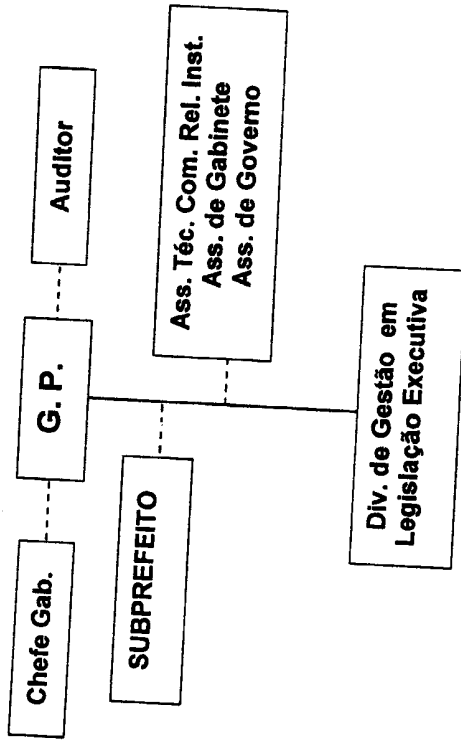 Chefe Gab.
G. P.
Auditor
SUBPREFEITO
Ass. Téc. Com. Rel. Inst.
Ass. de Gabinete
Ass. de Governo
Div. de Gestão em
Legislação Executiva